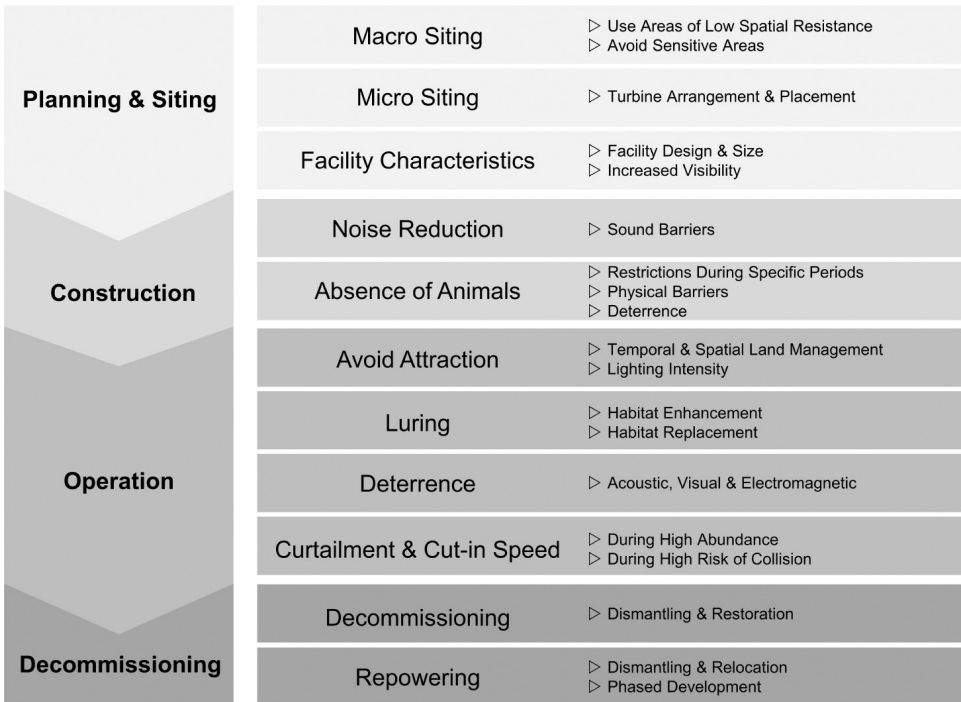 Planning & Siting
Macro Siting
▷ Use Areas of Low Spatial Resistance
▷ Avoid Sensitive Areas
Micro Siting
▷ Turbine Arrangement & Placement
Facility Characteristics
▷ Facility Design & Size
▷ Increased Visibility
Construction
Noise Reduction
▷ Sound Barriers
Absence of Animals
▷ Restrictions During Specific Periods
▷ Physical Barriers
▷ Deterrence
Operation
Avoid Attraction
▷ Temporal & Spatial Land Management
▷ Lighting Intensity
Luring
▷ Habitat Enhancement
▷ Habitat Replacement
Deterrence
▷ Acoustic, Visual & Electromagnetic
Curtailment & Cut-in Speed
▷ During High Abundance
▷ During High Risk of Collision
Decommissioning
Decommissioning
▷ Dismantling & Restoration
Repowering
▷ Dismantling & Relocation
▷ Phased Development